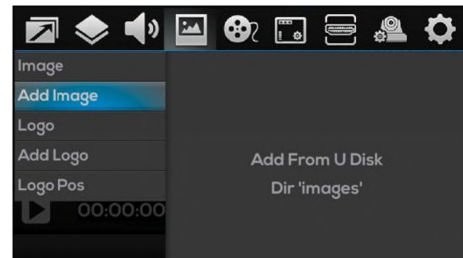 Image
Add Image
Logo
Add Logo
Logo Pos
Add From U Disk
Dir 'images'
00:00:00